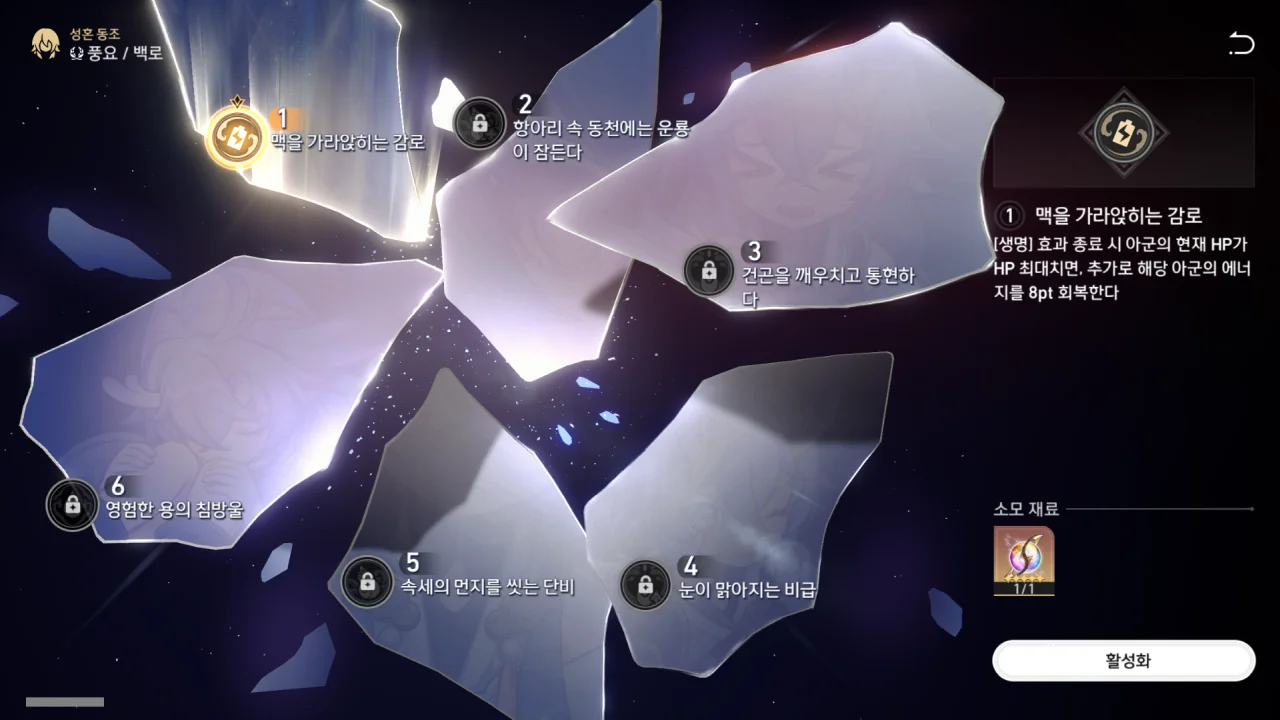 성혼 동조
풍요 / 백로
1
맥을 가라앉히는 감로
2
항아리 속 동천에는 운룡
이 잠든다
3
건곤을 깨우치고 통현하
다
6
영험한 용의 침방울
5
속세의 먼지를 씻는 단비
4
눈이 맑아지는 비급
1 맥을 가라앉히는 감로
[생명] 효과 종료 시 아군의 현재 HP가
HP 최대치면, 추가로 해당 아군의 에너
지를 8pt 회복한다
소모 재료
1/1
활성화